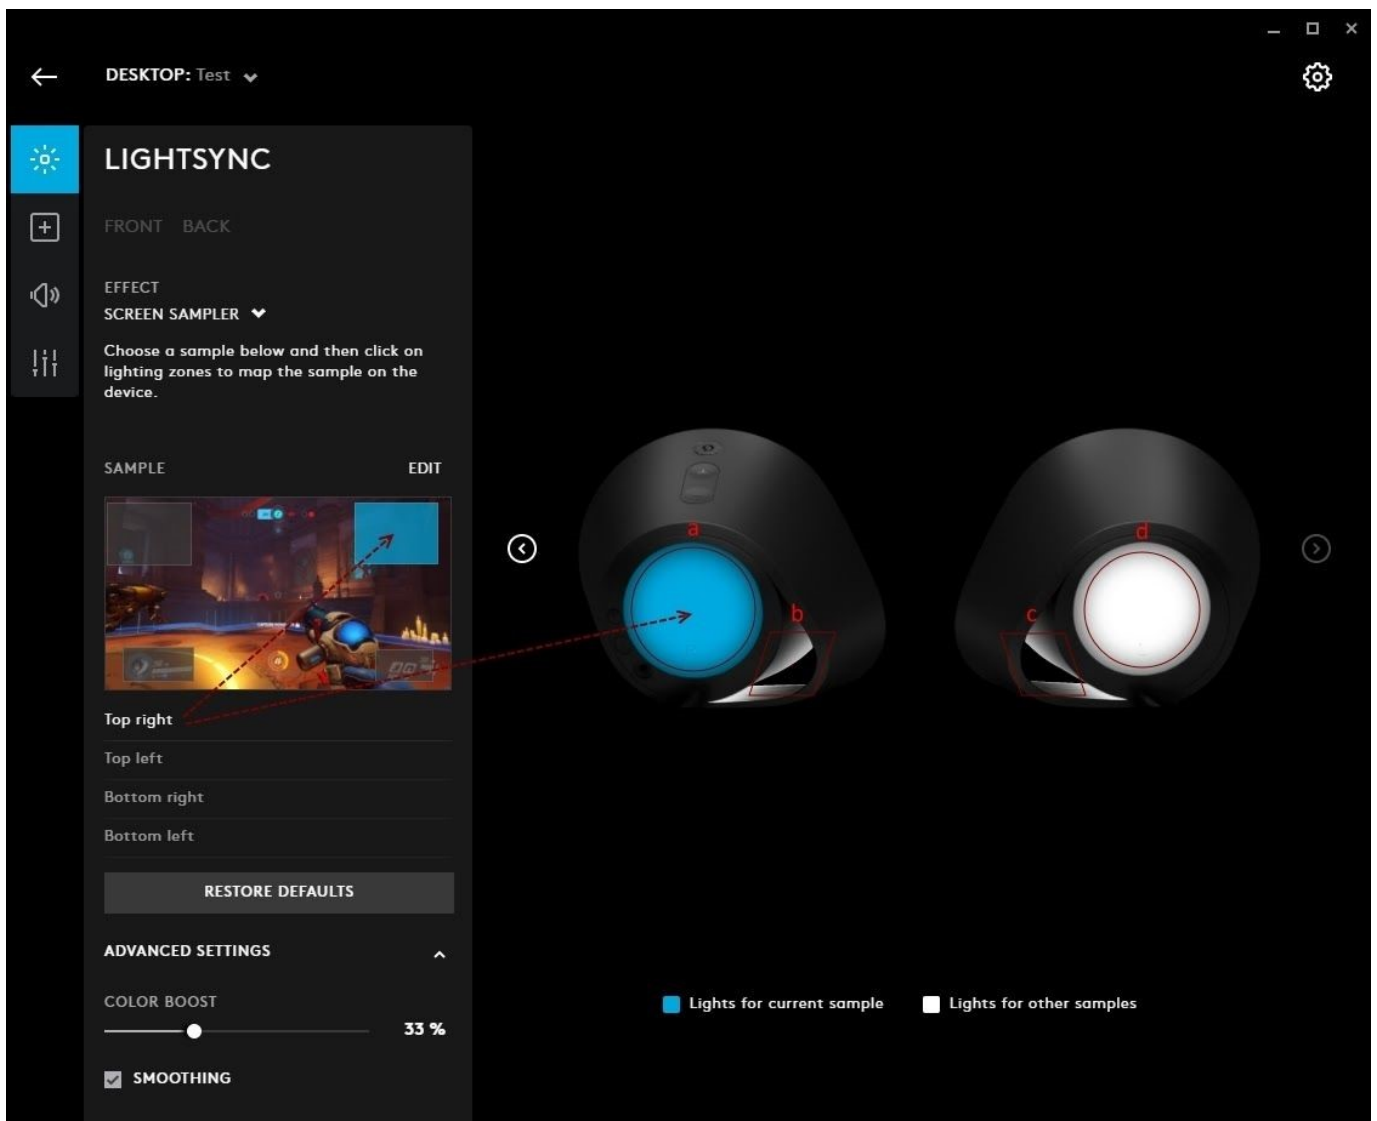 DESKTOP: Test
LIGHTSYNC
FRONT BACK
EFFECT
SCREEN SAMPLER
Choose a sample below and then click on
lighting zones to map the sample on the
device.
SAMPLE EDIT
Top right
Top left
Bottom right
Bottom left
RESTORE DEFAULTS
ADVANCED SETTINGS
COLOR BOOST
33 %
SMOOTHING
a
b
c
d
Lights for current sample
Lights for other samples